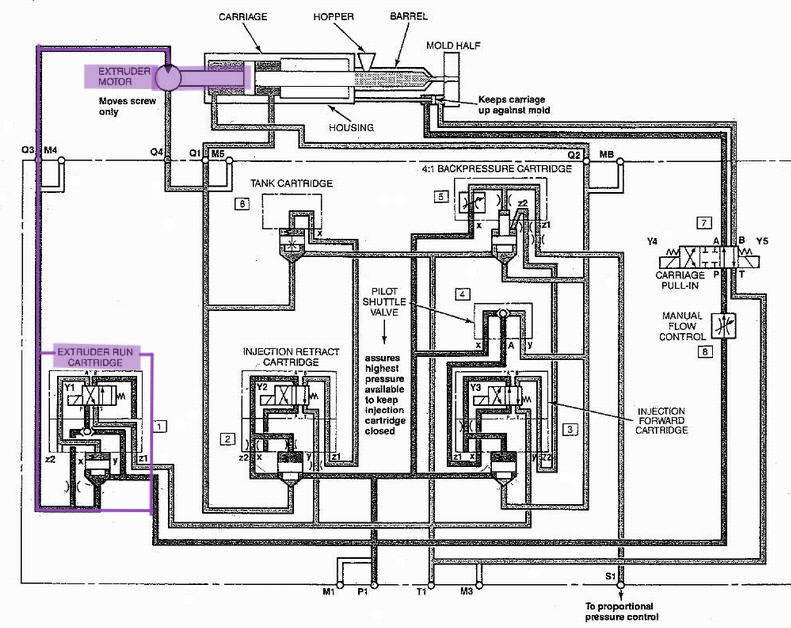 CARRIAGE
HOPPER
BARREL
MOLD HALF
EXTRUDER
MOTOR
Moves screw
only
Keeps carriage
up against mold
HOUSING
Q3
M4
Q4
Q1
M5
Q2
MB
4:1 BACKPRESSURE CARTRIDGE
TANK CARTRIDGE
6
x
5
x
z2
z1
7
Y4
A
B
Y5
P
T
CARRIAGE
PULL-IN
PILOT
SHUTTLE
VALVE
4
x
A
y
MANUAL
FLOW
CONTROL
8
assures
highest
pressure
available
to keep
injection
cartridge
closed
EXTRUDER RUN
CARTRIDGE
A
B
Y1
1
z2
x
y
z1
INJECTION RETRACT
CARTRIDGE
A
B
Y2
2
z2
x
y
z1
Y3
3
z1
x
y
z2
INJECTION
FORWARD
CARTRIDGE
M1
P1
T1
M3
S1
To proportional
pressure control